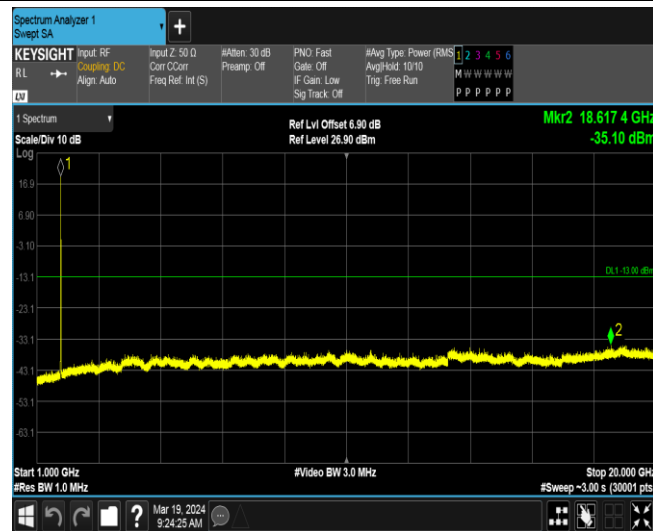 Spectrum Analyzer 1
Swept SA
+
KEYSIGHT Input: RF Input Z: 50 Ω #Atten: 30 dB PNO: Fast #Avg Type: Power (RMS 1 2 3 4 5 6
RL Coupling: DC Corr CCorr Preamp: Off Gate: Off Avg|Hold: 10/10 M W W W W W
Align: Auto Freq Ref: Int (S) IF Gain: Low Trig: Free Run
Sig Track: Off P P P P P P
LXI
1 Spectrum Ref Lvl Offset 6.90 dB Mkr2 18.617 4 GHz
Scale/Div 10 dB Ref Level 26.90 dBm -35.10 dBm
Log
1
16.9
6.90
-3.10
DL1 -13.00 dBm
-13.1
-23.1
2
-33.1
-43.1
-53.1
-63.1
Start 1.000 GHz #Video BW 3.0 MHz Stop 20.000 GHz
#Res BW 1.0 MHz #Sweep ~3.00 s (30001 pts
? Mar 19, 2024
9:24:25 AM